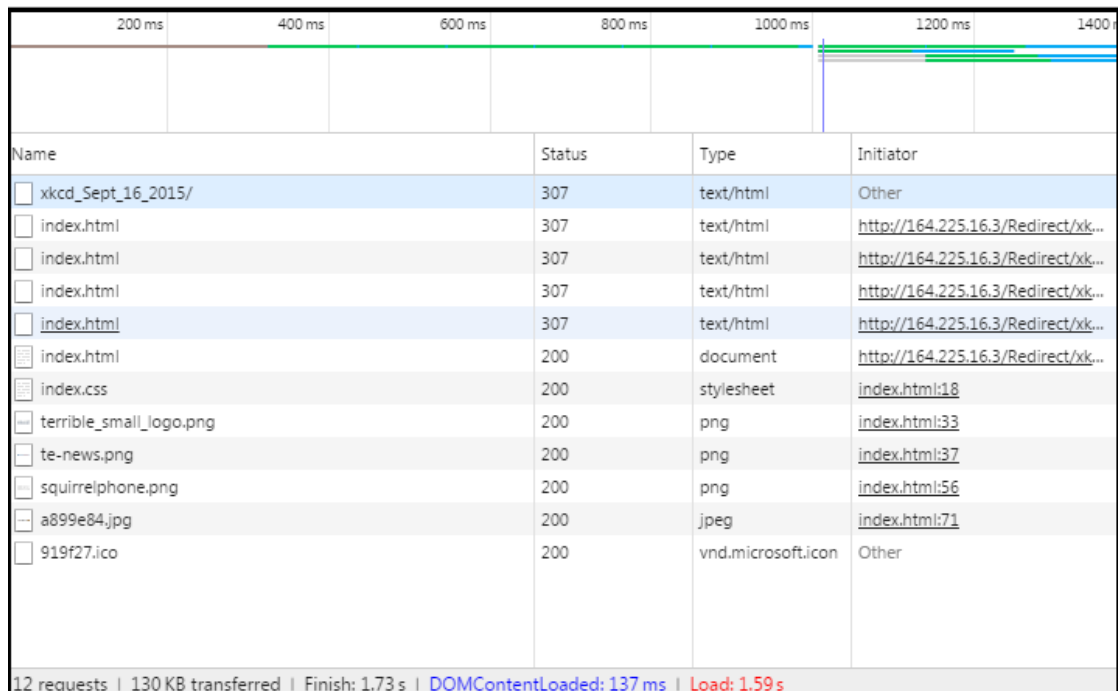 200 ms 400 ms 600 ms 800 ms 1000 ms 1200 ms 1400
Name Status Type Initiator
xkcd_Sept_16_2015/ 307 text/html Other
index.html 307 text/html http://164.225.16.3/Redirect/xk...
index.html 307 text/html http://164.225.16.3/Redirect/xk...
index.html 307 text/html http://164.225.16.3/Redirect/xk...
index.html 307 text/html http://164.225.16.3/Redirect/xk...
index.html 200 document http://164.225.16.3/Redirect/xk...
index.css 200 stylesheet index.html:18
terrible_small_logo.png 200 png index.html:33
te-news.png 200 png index.html:37
squirrelphone.png 200 png index.html:56
a899e84.jpg 200 jpeg index.html:71
919f27.ico 200 vnd.microsoft.icon Other
12 requests | 130 KB transferred | Finish: 1.73 s | DOMContentLoaded: 137 ms | Load: 1.59 s